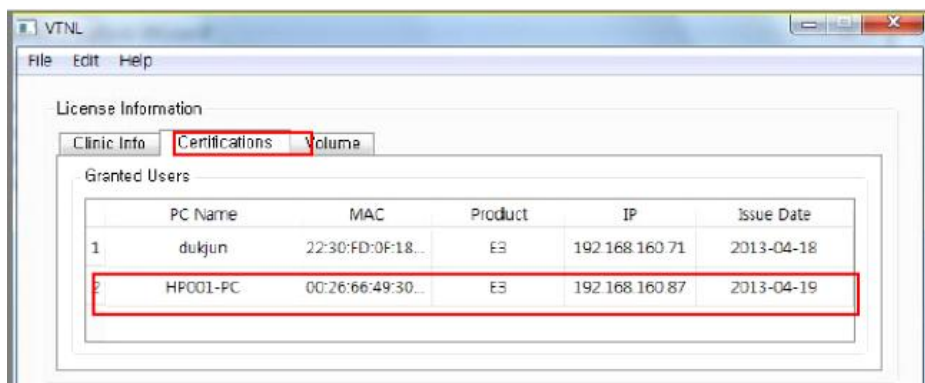 VTNL
File Edit Help
License Information
Clinic Info Certifications Volume
Granted Users
PC Name MAC Product IP Issue Date
1 dukjun 22:30:FD:0F:18... E3 192.168.160.71 2013-04-18
2 HP001-PC 00:26:66:49:30... E3 192.168.160.87 2013-04-19